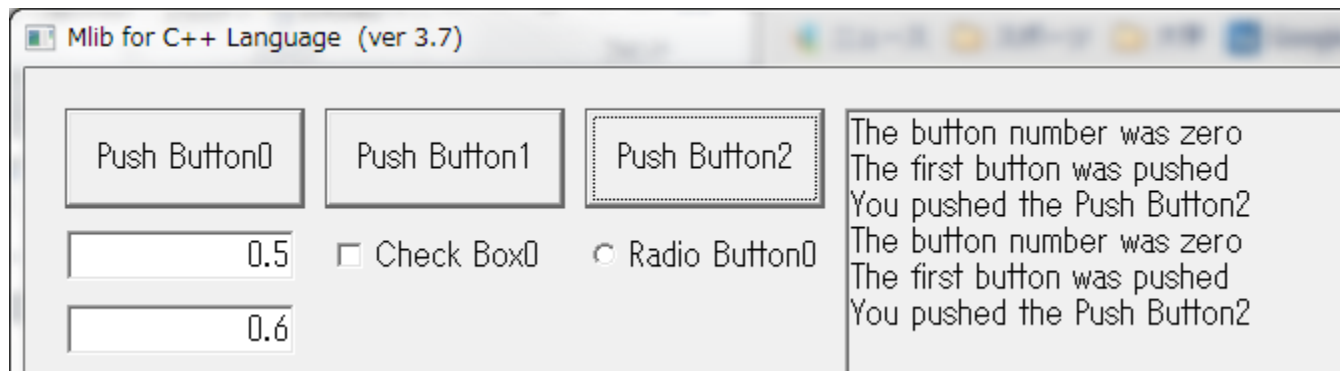 Mlib for C++ Language (ver 3.7)
Push Button0
Push Button1
Push Button2
0.5
Check Box0
Radio Button0
0.6
The button number was zero
The first button was pushed
You pushed the Push Button2
The button number was zero
The first button was pushed
You pushed the Push Button2